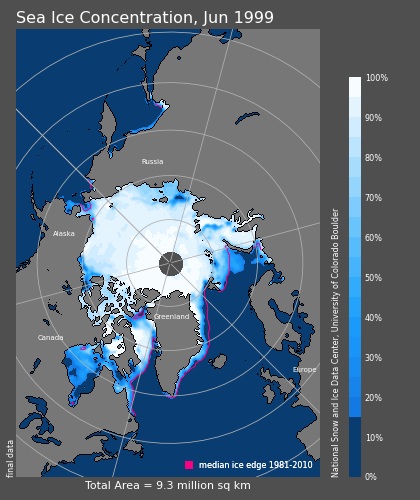 Sea Ice Concentration, Jun 1999
100%
90%
80%
70%
60%
50%
40%
30%
20%
10%
0%
Russia
Alaska
Canada
Greenland
Europe
median ice edge 1981-2010
final data
National Snow and Ice Data Center, University of Colorado Boulder
Total Area = 9.3 million sq km